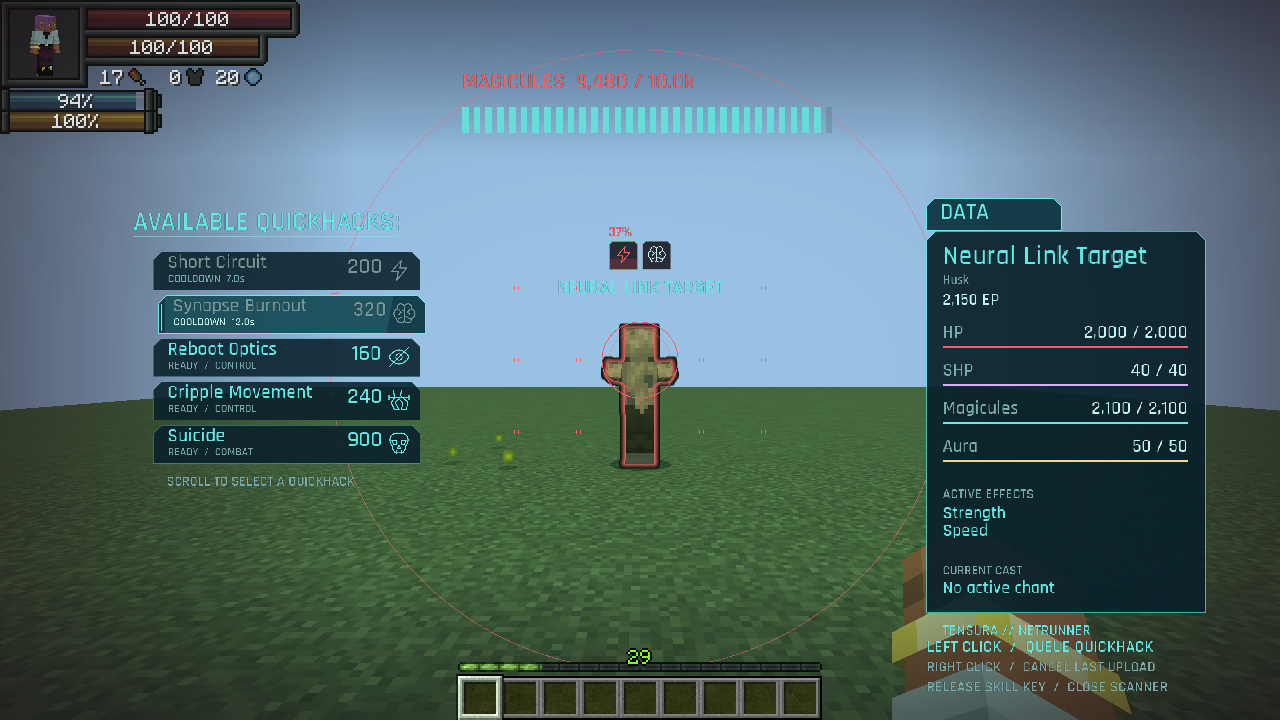 100/100
100/100
17 0 20
94%
100%
MAGICULES 9,480 / 10.0k
AVAILABLE QUICKHACKS:
Short Circuit 200
COOLDOWN 7.0s
Synapse Burnout 320
COOLDOWN 12.0s
Reboot Optics 160
READY / CONTROL
Cripple Movement 240
READY / CONTROL
Suicide 900
READY / COMBAT
SCROLL TO SELECT A QUICKHACK
37%
NEURAL LINK TARGET
DATA
Neural Link Target
Husk
2,150 EP
HP 2,000 / 2,000
SHP 40 / 40
Magicules 2,100 / 2,100
Aura 50 / 50
ACTIVE EFFECTS
Strength
Speed
CURRENT CAST
No active chant
TENSURA // NETRUNNER
LEFT CLICK / QUEUE QUICKHACK
RIGHT CLICK / CANCEL LAST UPLOAD
RELEASE SKILL KEY / CLOSE SCANNER
29